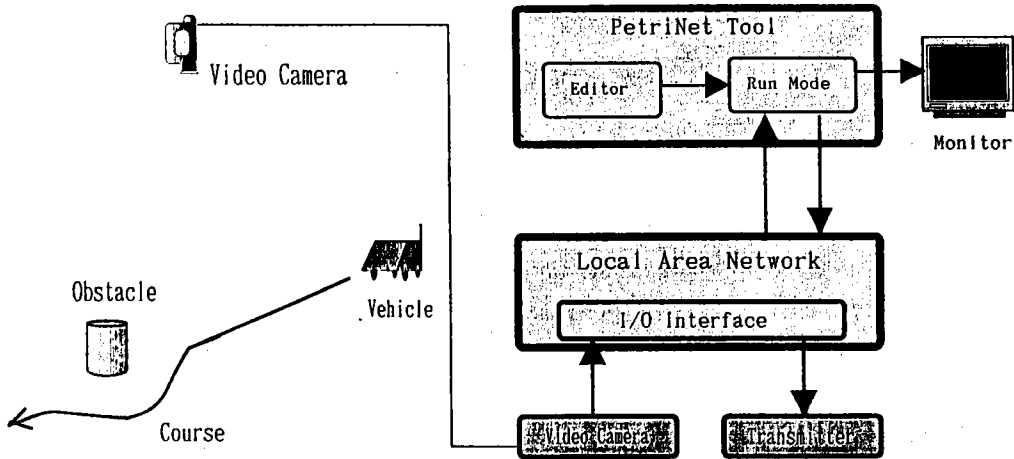 PetriNet Tool
Video Camera
Editor
Run Mode
Monitor
Local Area Network
Obstacle
Vehicle
I/O Interface
Course
Video Camera
Transmitter